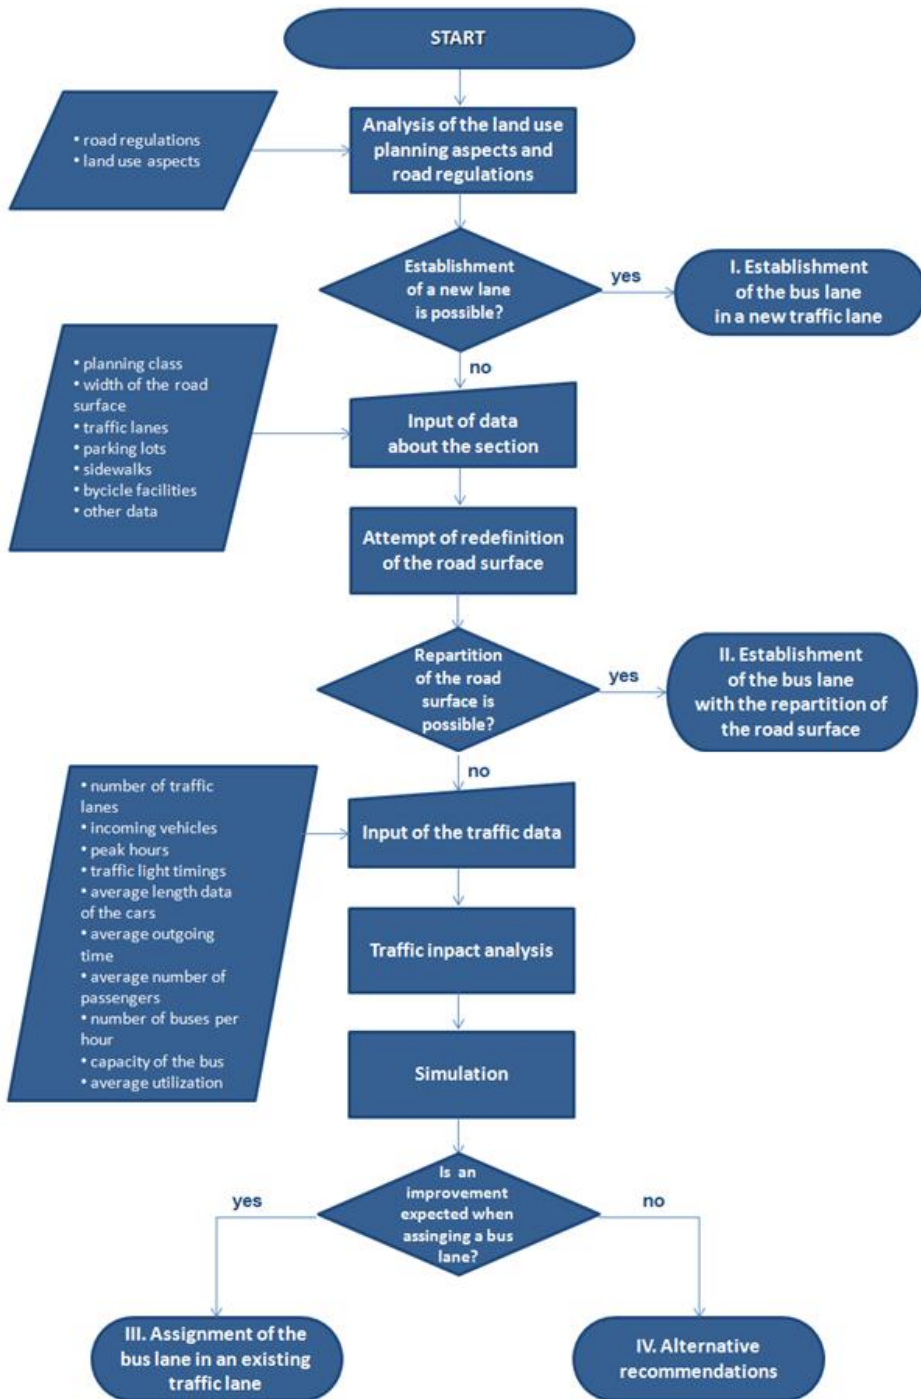 START
• road regulations
• land use aspects
Analysis of the land use
planning aspects and
road regulations
Establishment
of a new lane
is possible?
yes
I. Establishment
of the bus lane
in a new traffic lane
no
• planning class
• width of the road
surface
• traffic lanes
• parking lots
• sidewalks
• bycicle facilities
• other data
Input of data
about the section
Attempt of redefinition
of the road surface
Repartition
of the road
surface is
possible?
yes
II. Establishment
of the bus lane
with the repartition of
the road surface
no
• number of traffic
lanes
• incoming vehicles
• peak hours
• traffic light timings
• average length data
of the cars
• average outgoing
time
• average number of
passengers
• number of buses per
hour
• capacity of the bus
• average utilization
Input of the traffic data
Traffic inpact analysis
Simulation
Is an
improvement
expected when
assinging a bus
lane?
yes
no
III. Assignment of the
bus lane in an existing
traffic lane
IV. Alternative
recommendations